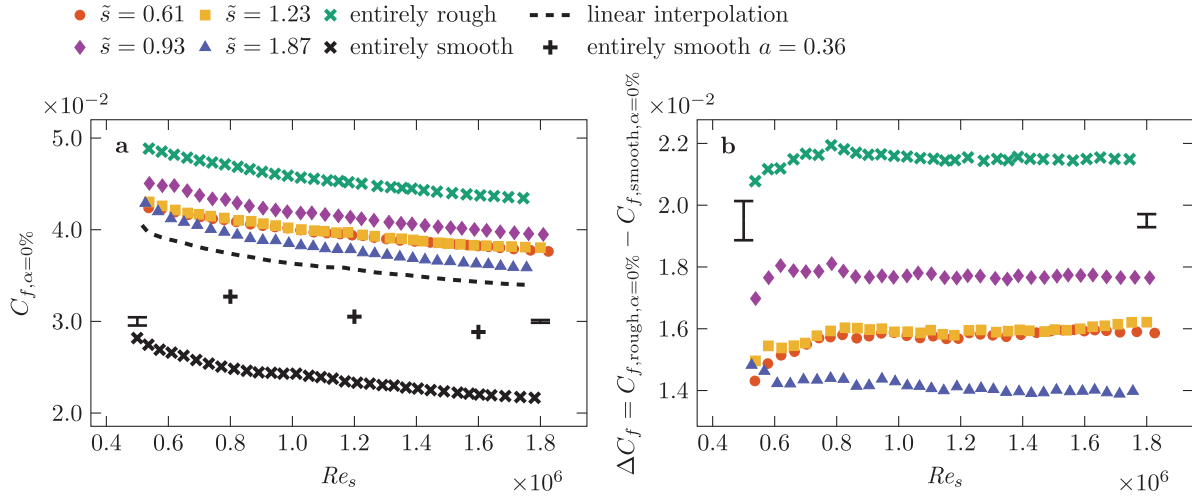 s̃ = 0.61 s̃ = 1.23 entirely rough linear interpolation
s̃ = 0.93 s̃ = 1.87 entirely smooth entirely smooth a = 0.36
×10⁻²
a
5.0
4.0
3.0
2.0
C_{f,α=0%}
0.4 0.6 0.8 1.0 1.2 1.4 1.6 1.8
Re_s
×10⁶
×10⁻²
b
2.2
2.0
1.8
1.6
1.4
ΔC_f = C_{f,rough,α=0%} − C_{f,smooth,α=0%}
0.4 0.6 0.8 1.0 1.2 1.4 1.6 1.8
Re_s
×10⁶